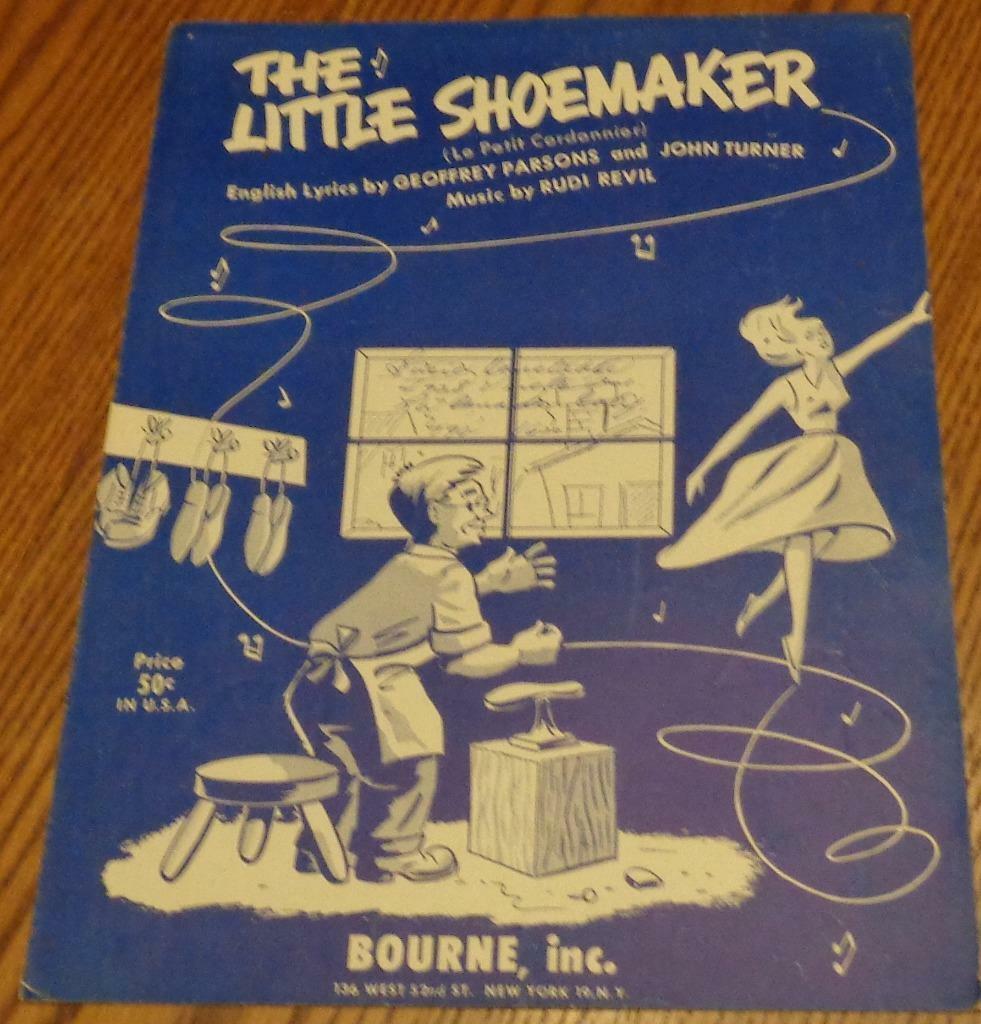 THE
LITTLE SHOEMAKER
(Le Petit Cordonnier)
English Lyrics by GEOFFREY PARSONS and JOHN TURNER
Music by RUDI REVIL
Price
50¢
IN U.S.A.
BOURNE, inc.
136 WEST 52nd ST. NEW YORK 19, N.Y.